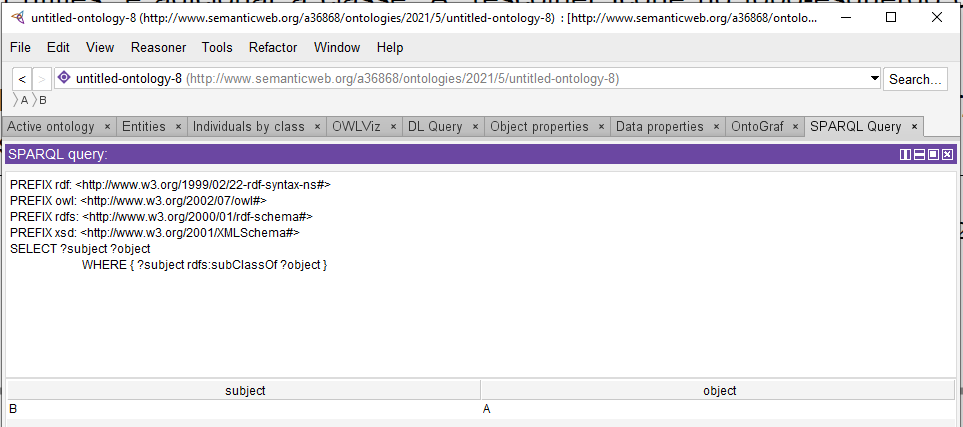 untitled-ontology-8 (http://www.semanticweb.org/a36868/ontologies/2021/5/untitled-ontology-8) : [http://www.semanticweb.org/a36868/ontolo...
File Edit View Reasoner Tools Refactor Window Help
< > untitled-ontology-8 (http://www.semanticweb.org/a36868/ontologies/2021/5/untitled-ontology-8) Search...
A B
Active ontology × Entities × Individuals by class × OWLViz × DL Query × Object properties × Data properties × OntoGraf × SPARQL Query ×
SPARQL query:
PREFIX rdf: <http://www.w3.org/1999/02/22-rdf-syntax-ns#>
PREFIX owl: <http://www.w3.org/2002/07/owl#>
PREFIX rdfs: <http://www.w3.org/2000/01/rdf-schema#>
PREFIX xsd: <http://www.w3.org/2001/XMLSchema#>
SELECT ?subject ?object
WHERE { ?subject rdfs:subClassOf ?object }
subject object
B A